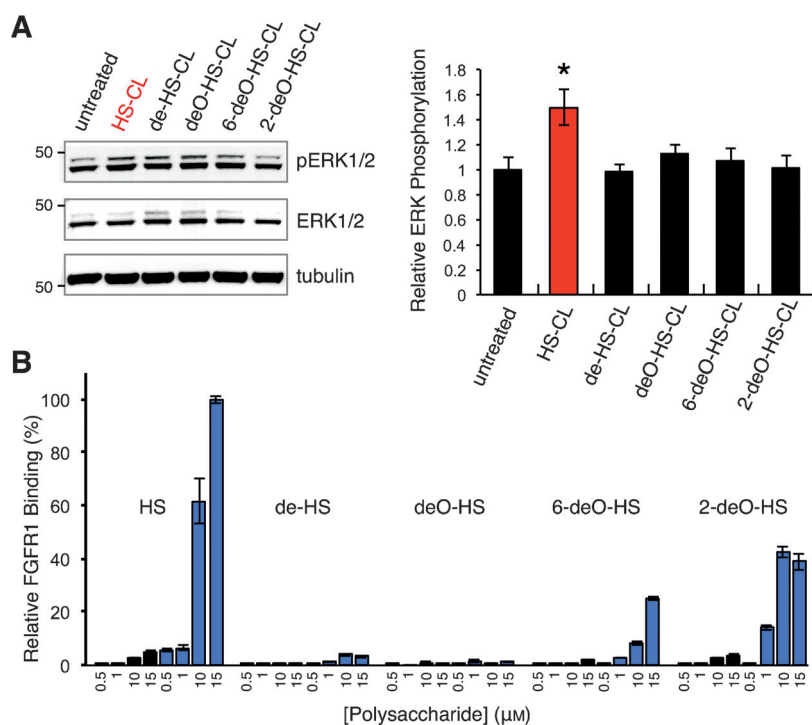 A
untreated
HS-CL
de-HS-CL
deO-HS-CL
6-deO-HS-CL
2-deO-HS-CL
50
pERK1/2
50
ERK1/2
50
tubulin
Relative ERK Phosphorylation
1.8
1.6
1.4
1.2
1.0
0.8
0.6
0.4
0.2
0
*
untreated
HS-CL
de-HS-CL
deO-HS-CL
6-deO-HS-CL
2-deO-HS-CL
B
Relative FGFR1 Binding (%)
100
80
60
40
20
0
HS
de-HS
deO-HS
6-deO-HS
2-deO-HS
0.5 1 10 15 0.5 1 10 15
0.5 1 10 15 0.5 1 10 15
0.5 1 10 15 0.5 1 10 15
0.5 1 10 15 0.5 1 10 15
0.5 1 10 15 0.5 1 10 15
[Polysaccharide] (μM)